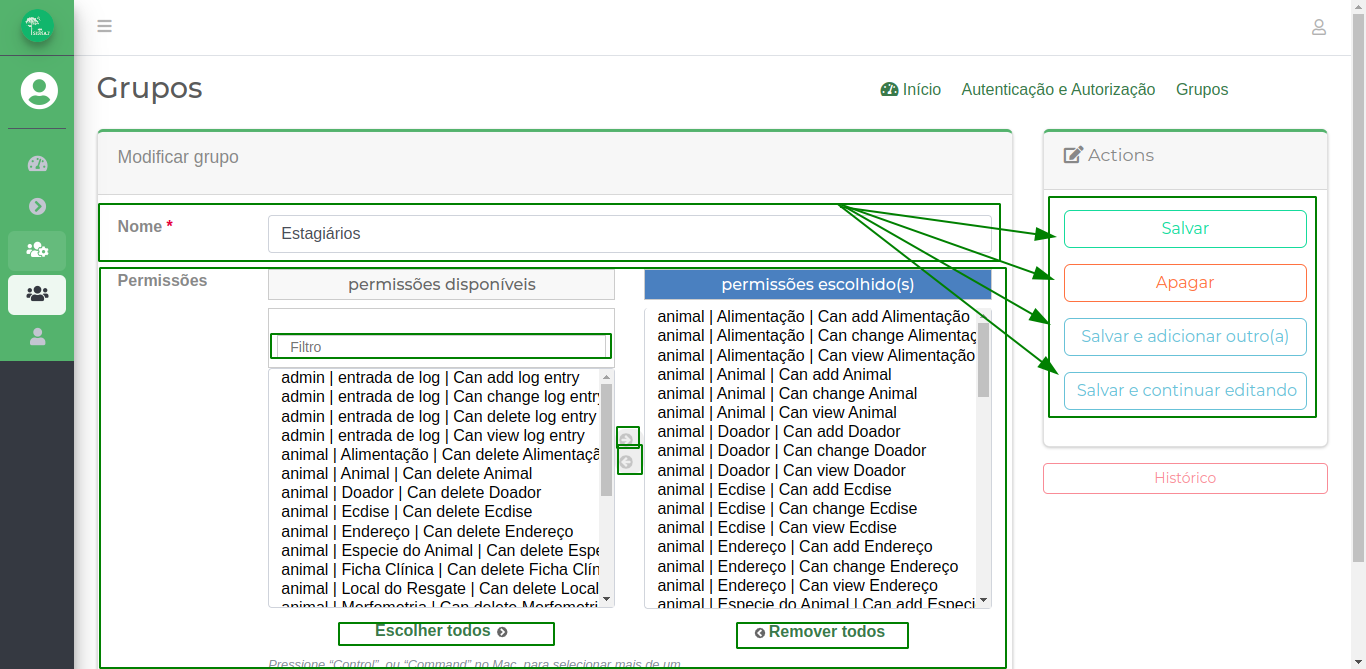 Grupos
Início Autenticação e Autorização Grupos
Modificar grupo
Actions
Nome *
Estagiários
Salvar
Apagar
Salvar e adicionar outro(a)
Salvar e continuar editando
Histórico
Permissões
permissões disponíveis
Filtro
admin | entrada de log | Can add log entry
admin | entrada de log | Can change log entry
admin | entrada de log | Can delete log entry
admin | entrada de log | Can view log entry
animal | Alimentação | Can delete Alimentaçã
animal | Animal | Can delete Animal
animal | Doador | Can delete Doador
animal | Ecdise | Can delete Ecdise
animal | Endereço | Can delete Endereço
animal | Especie do Animal | Can delete Espe
animal | Ficha Clínica | Can delete Ficha Clín
animal | Local do Resgate | Can delete Local
animal | Morfometria | Can delete Morfometri
Escolher todos
permissões escolhido(s)
animal | Alimentação | Can add Alimentação
animal | Alimentação | Can change Alimentaç
animal | Alimentação | Can view Alimentação
animal | Animal | Can add Animal
animal | Animal | Can change Animal
animal | Animal | Can view Animal
animal | Doador | Can add Doador
animal | Doador | Can change Doador
animal | Doador | Can view Doador
animal | Ecdise | Can add Ecdise
animal | Ecdise | Can change Ecdise
animal | Ecdise | Can view Ecdise
animal | Endereço | Can add Endereço
animal | Endereço | Can change Endereço
animal | Endereço | Can view Endereço
animal | Especie do Animal | Can add Especi
Remover todos
Pressione “Control”, ou “Command” no Mac, para selecionar mais de um